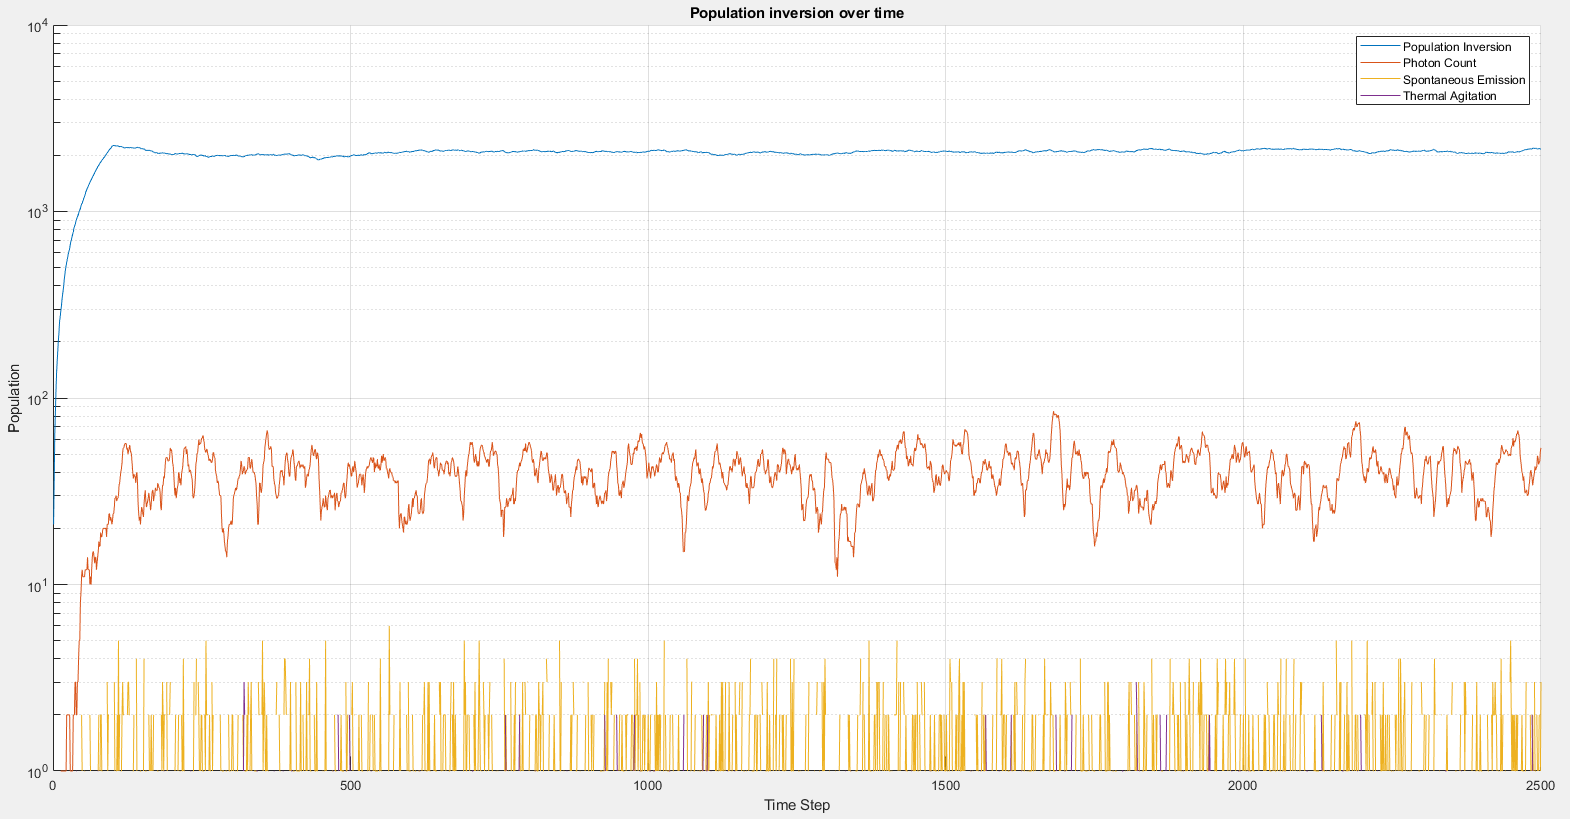 Population inversion over time
10^4
Population Inversion
Photon Count
Spontaneous Emission
Thermal Agitation
10^3
10^2
Population
10^1
10^0
0 500 1000 1500 2000 2500
Time Step